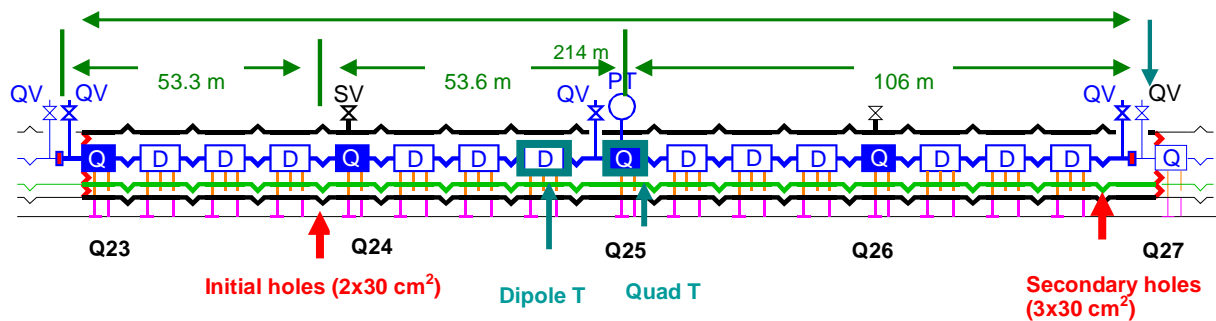 214 m
53.3 m
53.6 m
106 m
QV
QV
SV
QV
PT
QV
Q
D
D
D
Q
D
D
D
Q
D
D
D
Q
D
D
D
Q
Q23
Q24
Q25
Q26
Q27
Initial holes (2x30 cm²)
Dipole T
Quad T
Secondary holes
(3x30 cm²)